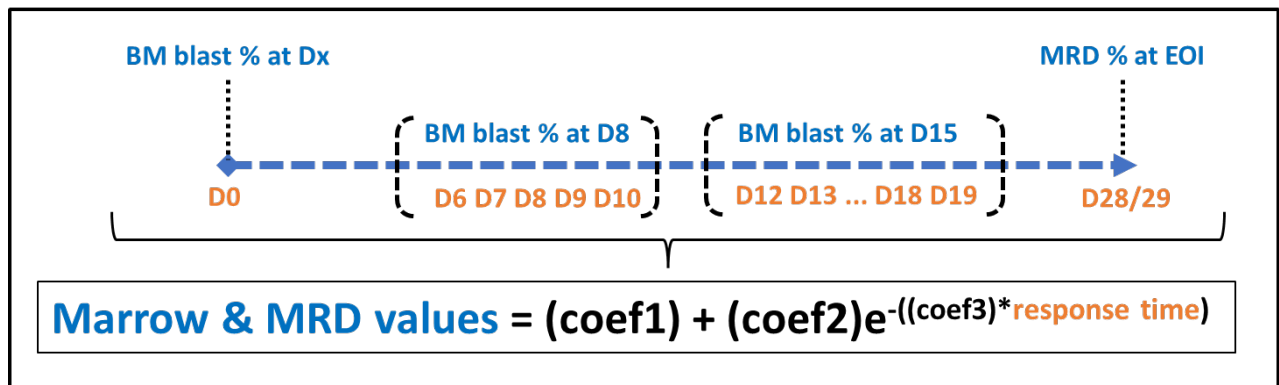 BM blast % at Dx
MRD % at EOI
BM blast % at D8
BM blast % at D15
D0
D6 D7 D8 D9 D10
D12 D13 ... D18 D19
D28/29
Marrow & MRD values = (coef1) + (coef2)e-((coef3)*response time)